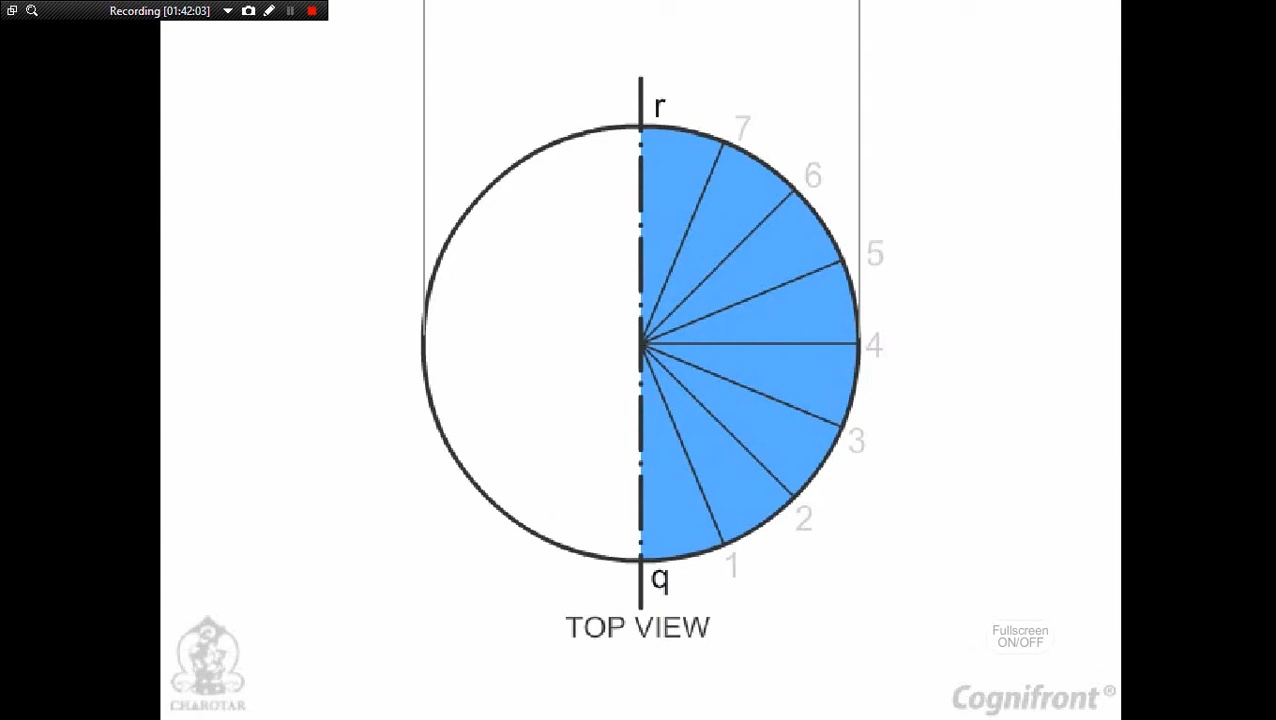 Recording [01:42:03]
r
7
6
5
4
3
2
1
q
TOP VIEW
Fullscreen
ON/OFF
CHAROTAR
Cognifront®